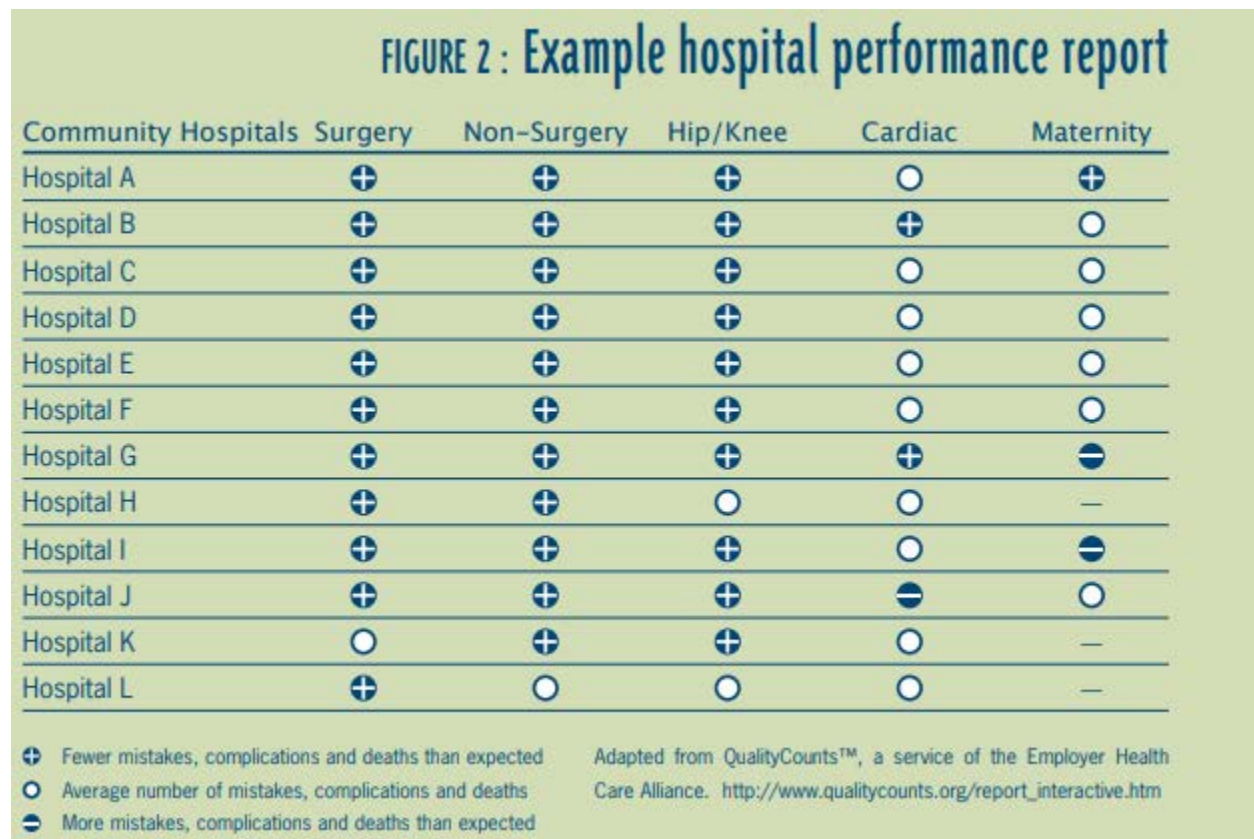 FIGURE 2 : Example hospital performance report
Community Hospitals Surgery Non-Surgery Hip/Knee Cardiac Maternity
Hospital A
Hospital B
Hospital C
Hospital D
Hospital E
Hospital F
Hospital G
Hospital H —
Hospital I
Hospital J
Hospital K —
Hospital L —
Fewer mistakes, complications and deaths than expected
Average number of mistakes, complications and deaths
More mistakes, complications and deaths than expected
Adapted from QualityCounts™, a service of the Employer Health
Care Alliance. http://www.qualitycounts.org/report_interactive.htm